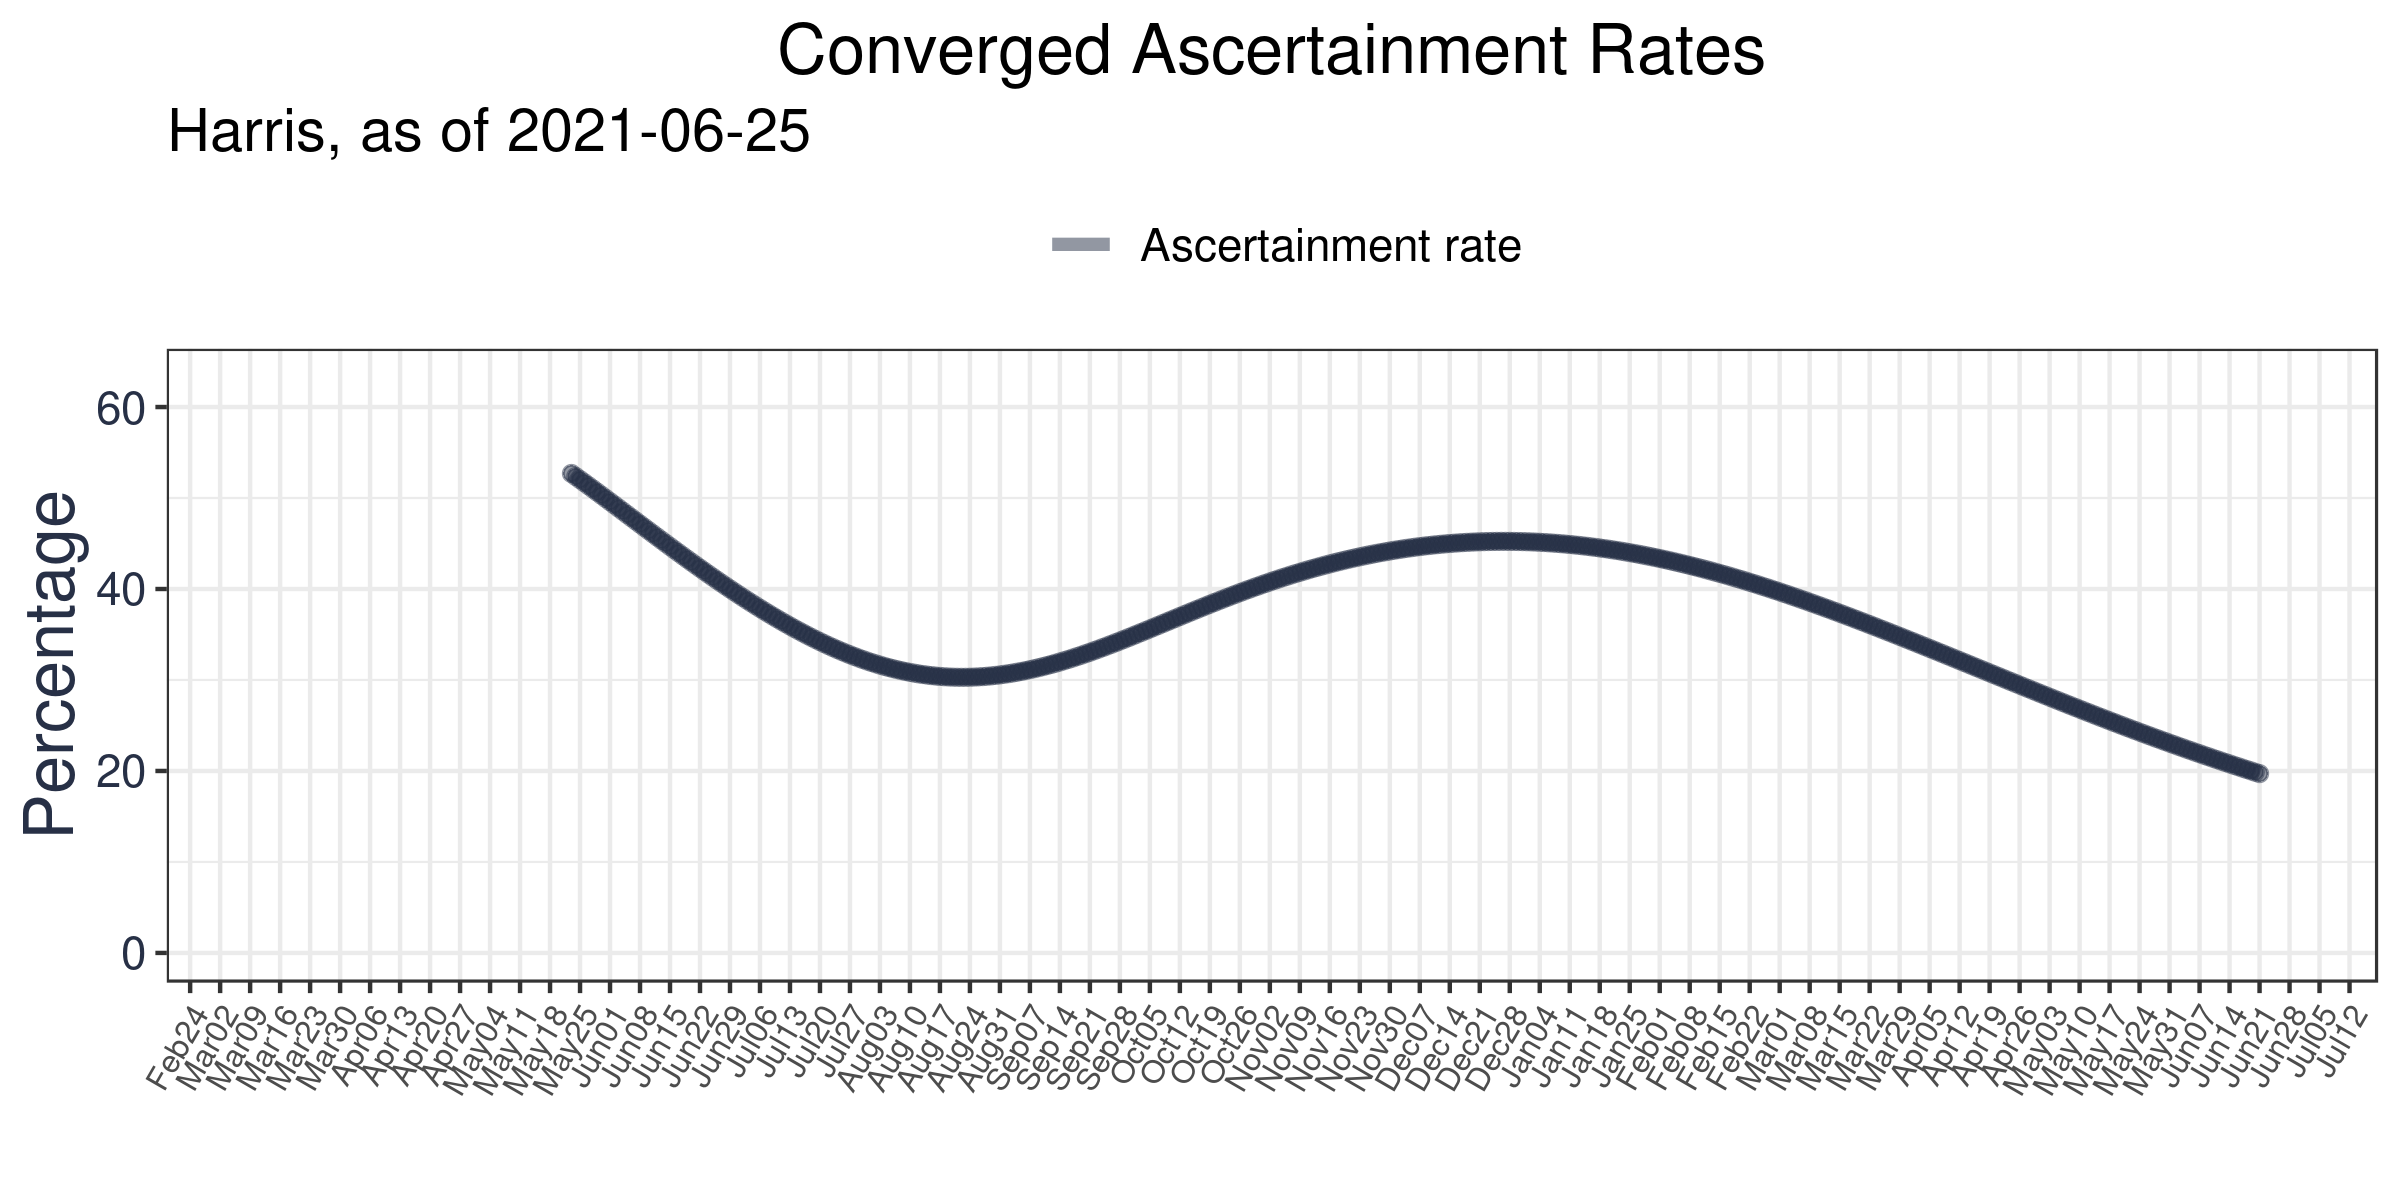 Converged Ascertainment Rates
Harris, as of 2021-06-25
Ascertainment rate
Percentage
60
40
20
0
Feb24 Mar02 Mar09 Mar16 Mar23 Mar30 Apr06 Apr13 Apr20 Apr27 May04 May11 May18 May25 Jun01 Jun08 Jun15 Jun22 Jun29 Jul06 Jul13 Jul20 Jul27 Aug03 Aug10 Aug17 Aug24 Aug31 Sep07 Sep14 Sep21 Sep28 Oct05 Oct12 Oct19 Oct26 Nov02 Nov09 Nov16 Nov23 Nov30 Dec07 Dec14 Dec21 Dec28 Jan04 Jan11 Jan18 Jan25 Feb01 Feb08 Feb15 Feb22 Mar01 Mar08 Mar15 Mar22 Mar29 Apr05 Apr12 Apr19 Apr26 May03 May10 May17 May24 May31 Jun07 Jun14 Jun21 Jun28 Jul05 Jul12